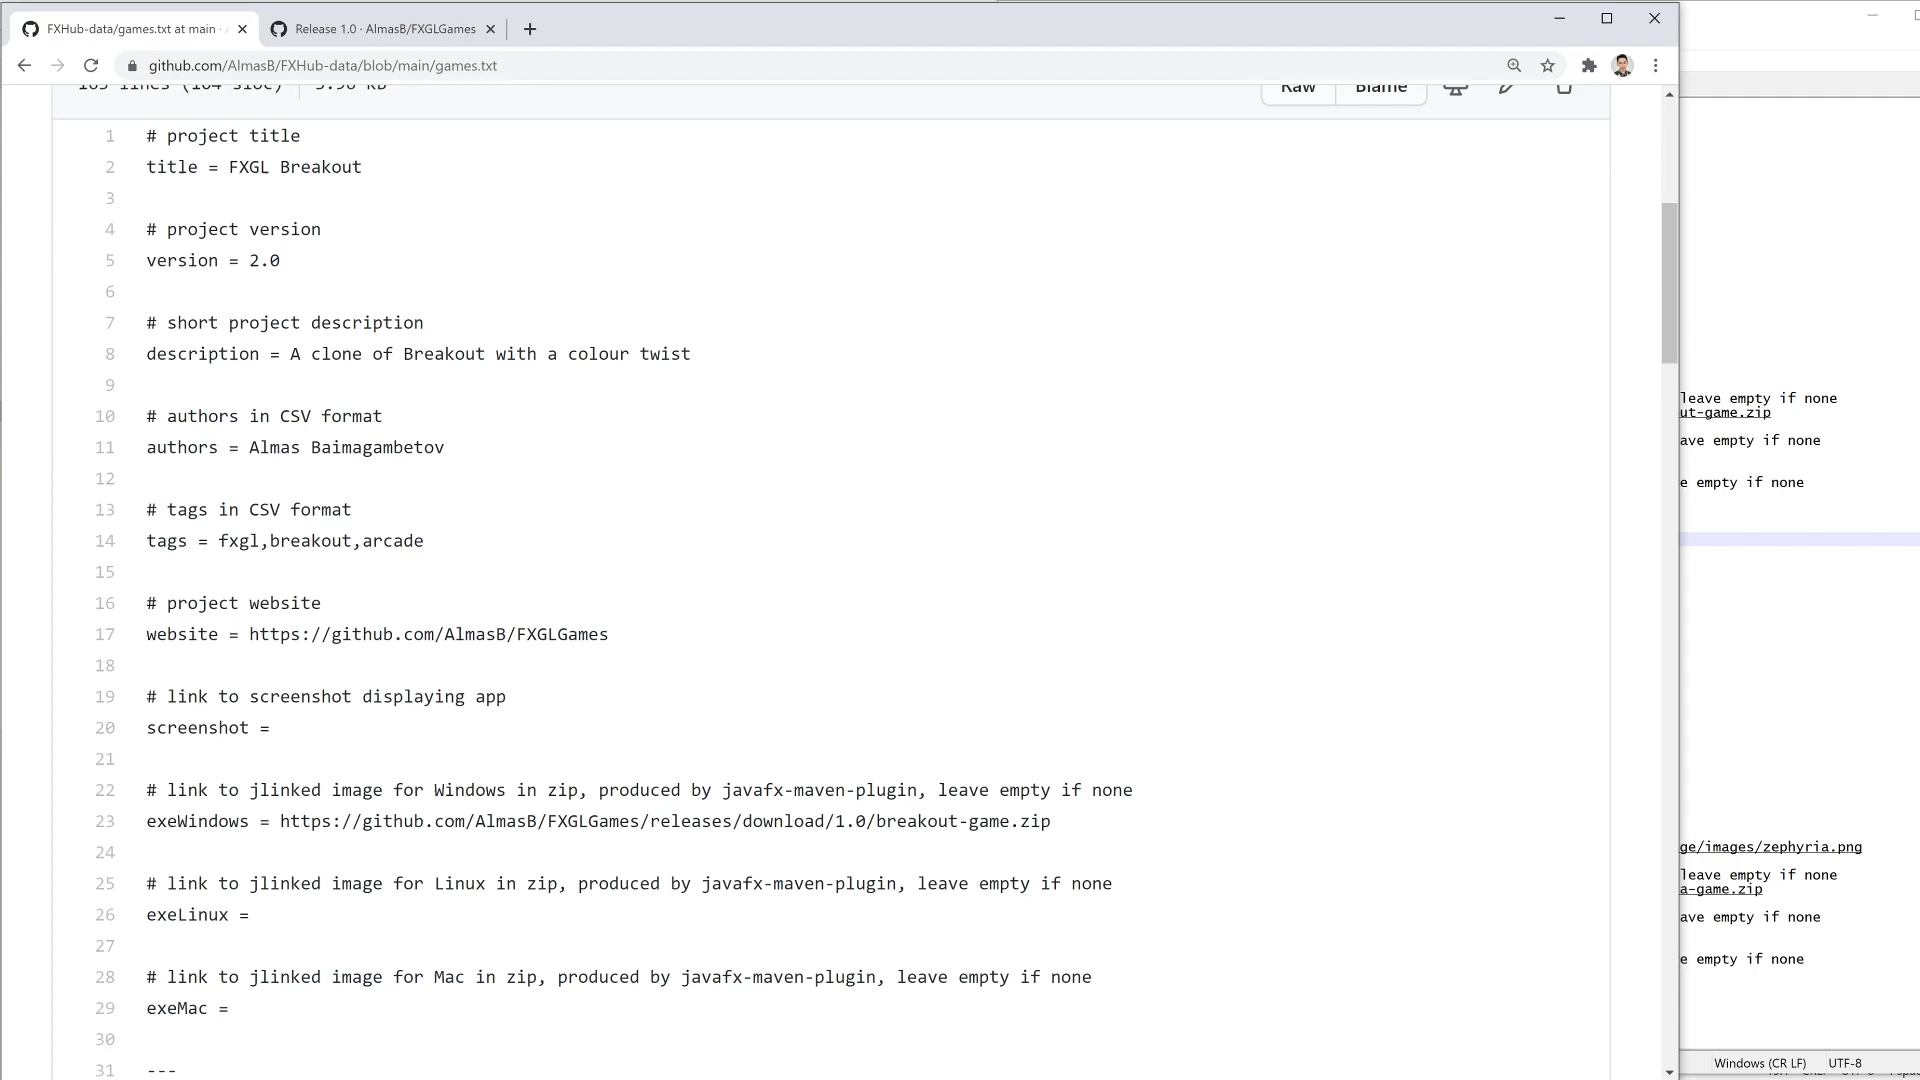 FXHub-data/games.txt at main ·
Release 1.0 · AlmasB/FXGLGames
github.com/AlmasB/FXHub-data/blob/main/games.txt
Raw
Blame
1 # project title
2 title = FXGL Breakout
3
4 # project version
5 version = 2.0
6
7 # short project description
8 description = A clone of Breakout with a colour twist
9
10 # authors in CSV format
11 authors = Almas Baimagambetov
12
13 # tags in CSV format
14 tags = fxgl,breakout,arcade
15
16 # project website
17 website = https://github.com/AlmasB/FXGLGames
18
19 # link to screenshot displaying app
20 screenshot =
21
22 # link to jlinked image for Windows in zip, produced by javafx-maven-plugin, leave empty if none
23 exeWindows = https://github.com/AlmasB/FXGLGames/releases/download/1.0/breakout-game.zip
24
25 # link to jlinked image for Linux in zip, produced by javafx-maven-plugin, leave empty if none
26 exeLinux =
27
28 # link to jlinked image for Mac in zip, produced by javafx-maven-plugin, leave empty if none
29 exeMac =
30
31 ---
leave empty if none
ut-game.zip
ave empty if none
e empty if none
ge/images/zephyria.png
leave empty if none
a-game.zip
ave empty if none
e empty if none
Windows (CR LF) UTF-8